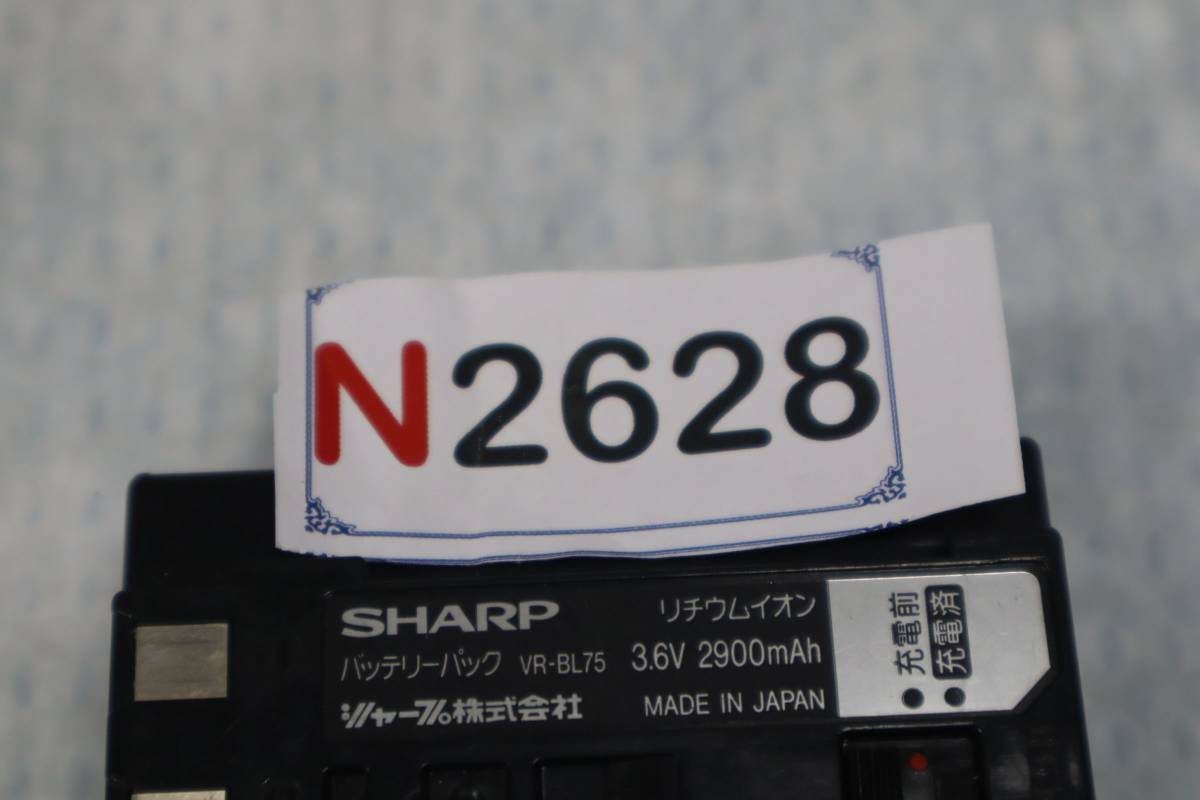 N2628
SHARP
リチウムイオン
バッテリーパック VR-BL75 3.6V 2900mAh
シャープ株式会社 MADE IN JAPAN
充電前
充電済